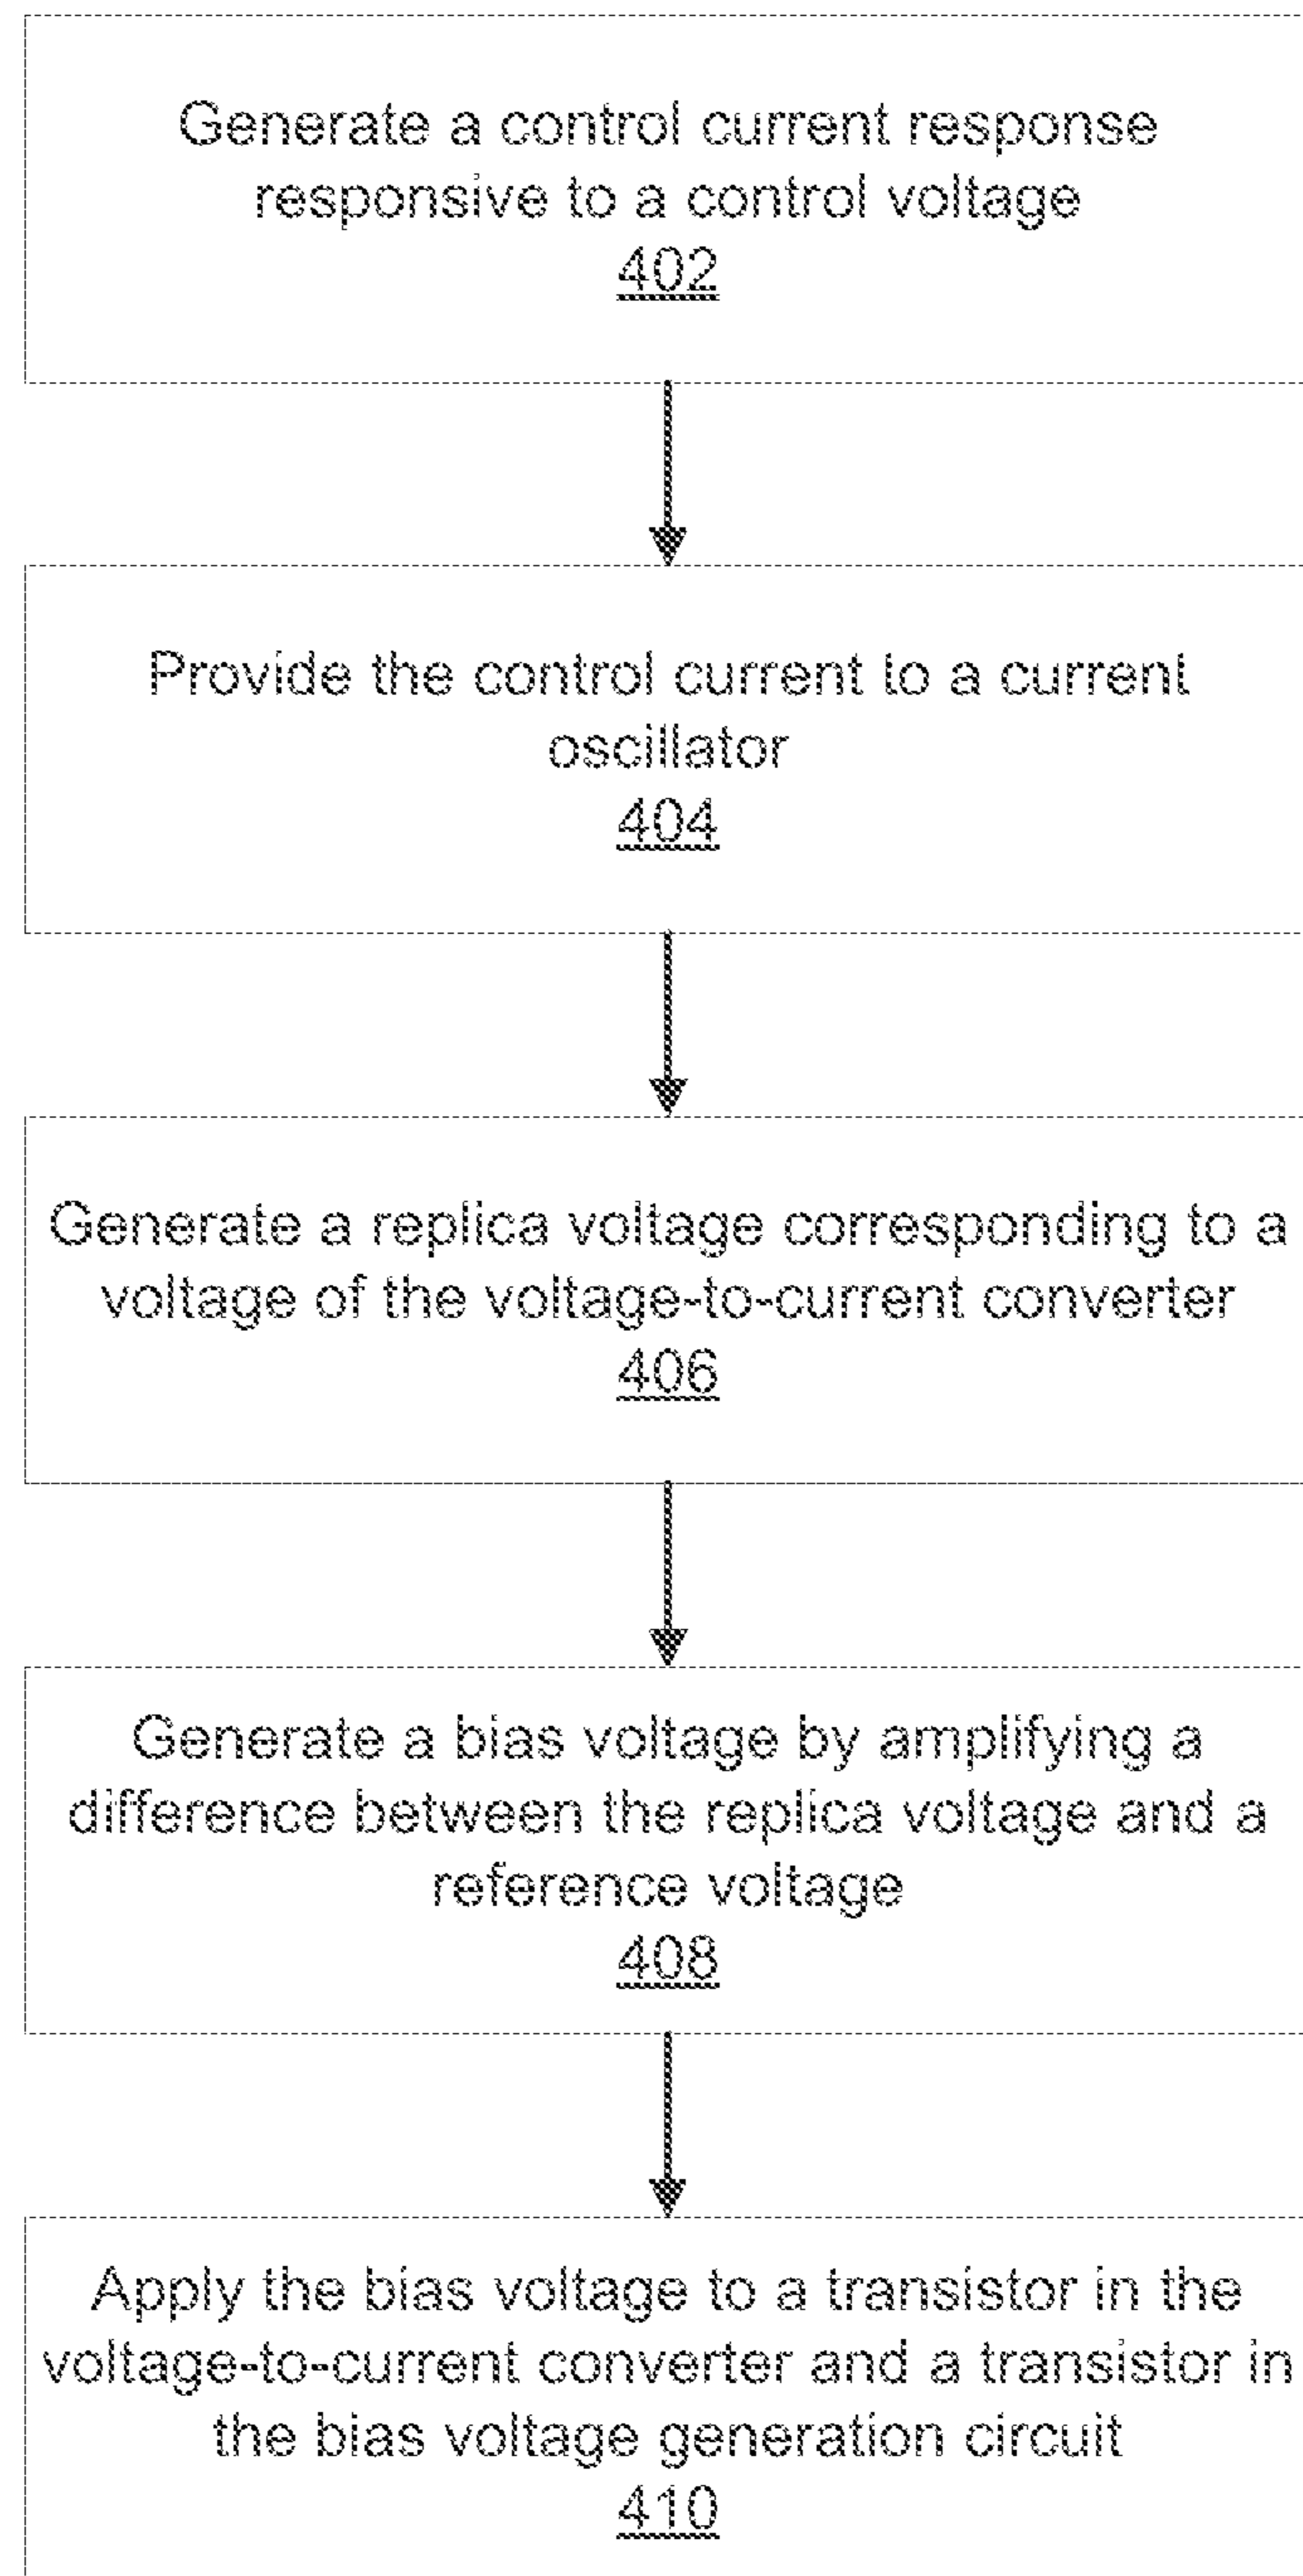 Generate a control current response
responsive to a control voltage
402
Provide the control current to a current
oscillator
404
Generate a replica voltage corresponding to a
voltage of the voltage-to-current converter
406
Generate a bias voltage by amplifying a
difference between the replica voltage and a
reference voltage
408
Apply the bias voltage to a transistor in the
voltage-to-current converter and a transistor in
the bias voltage generation circuit
410